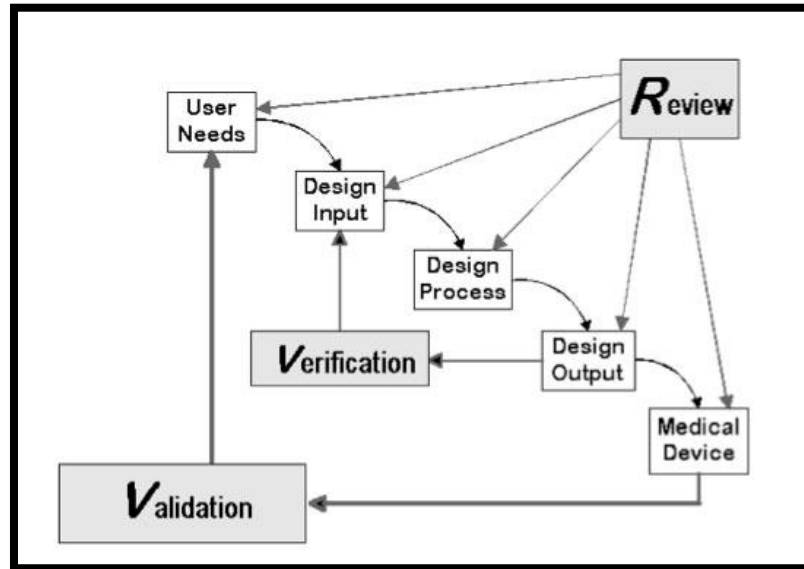 User
Needs
Review
Design
Input
Design
Process
Verification
Design
Output
Medical
Device
Validation